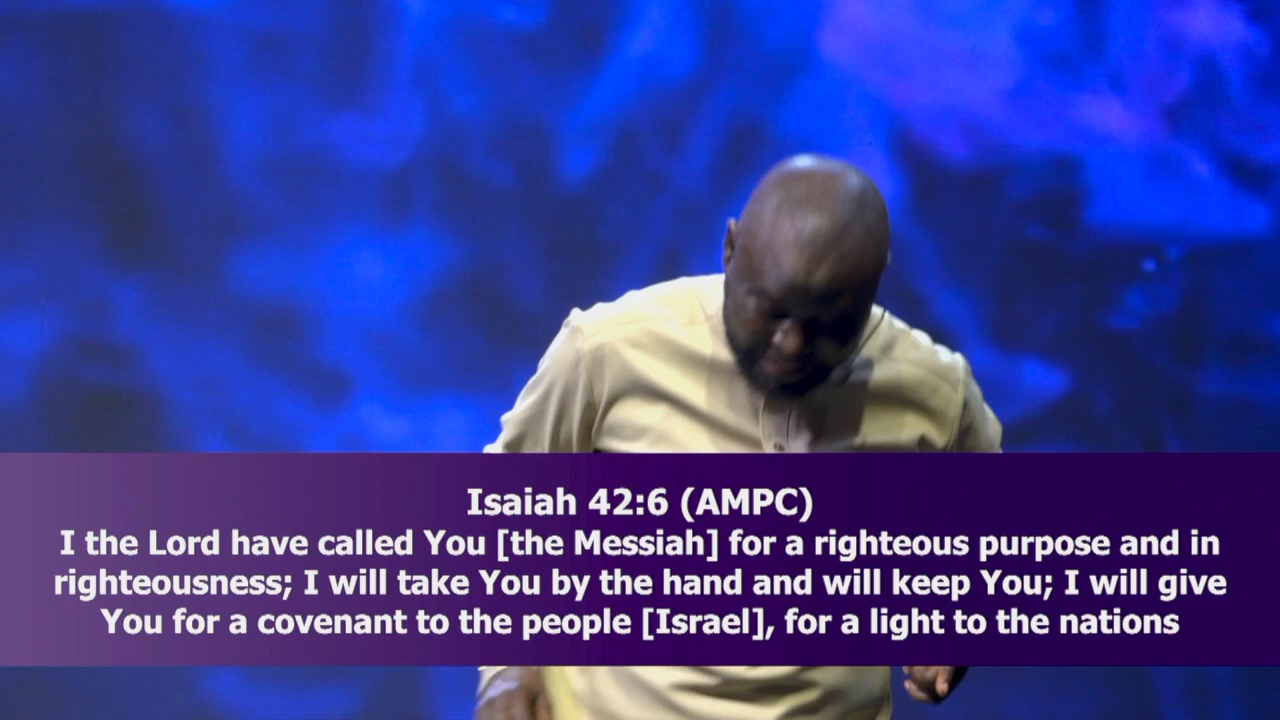 Isaiah 42:6 (AMPC)
I the Lord have called You [the Messiah] for a righteous purpose and in
righteousness; I will take You by the hand and will keep You; I will give
You for a covenant to the people [Israel], for a light to the nations